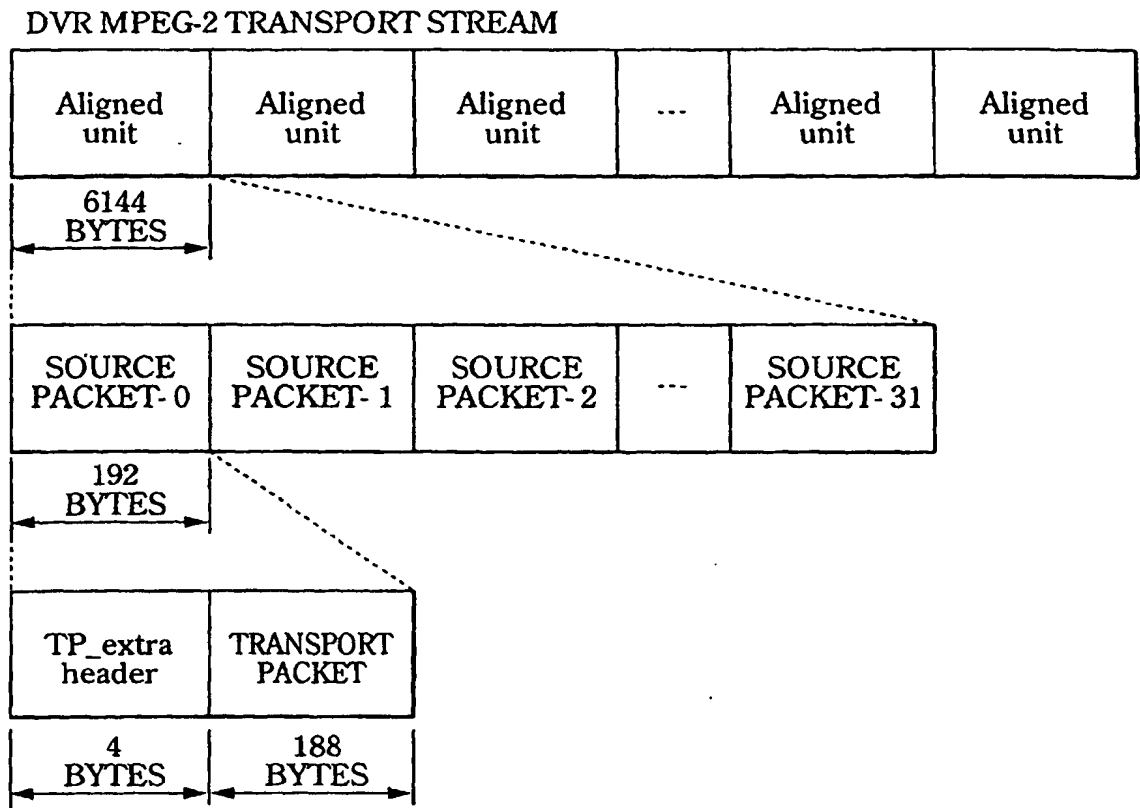 DVR MPEG-2 TRANSPORT STREAM
Aligned unit
Aligned unit
Aligned unit
---
Aligned unit
Aligned unit
6144 BYTES
SOURCE PACKET-0
SOURCE PACKET-1
SOURCE PACKET-2
---
SOURCE PACKET-31
192 BYTES
TP_extra header
TRANSPORT PACKET
4 BYTES
188 BYTES